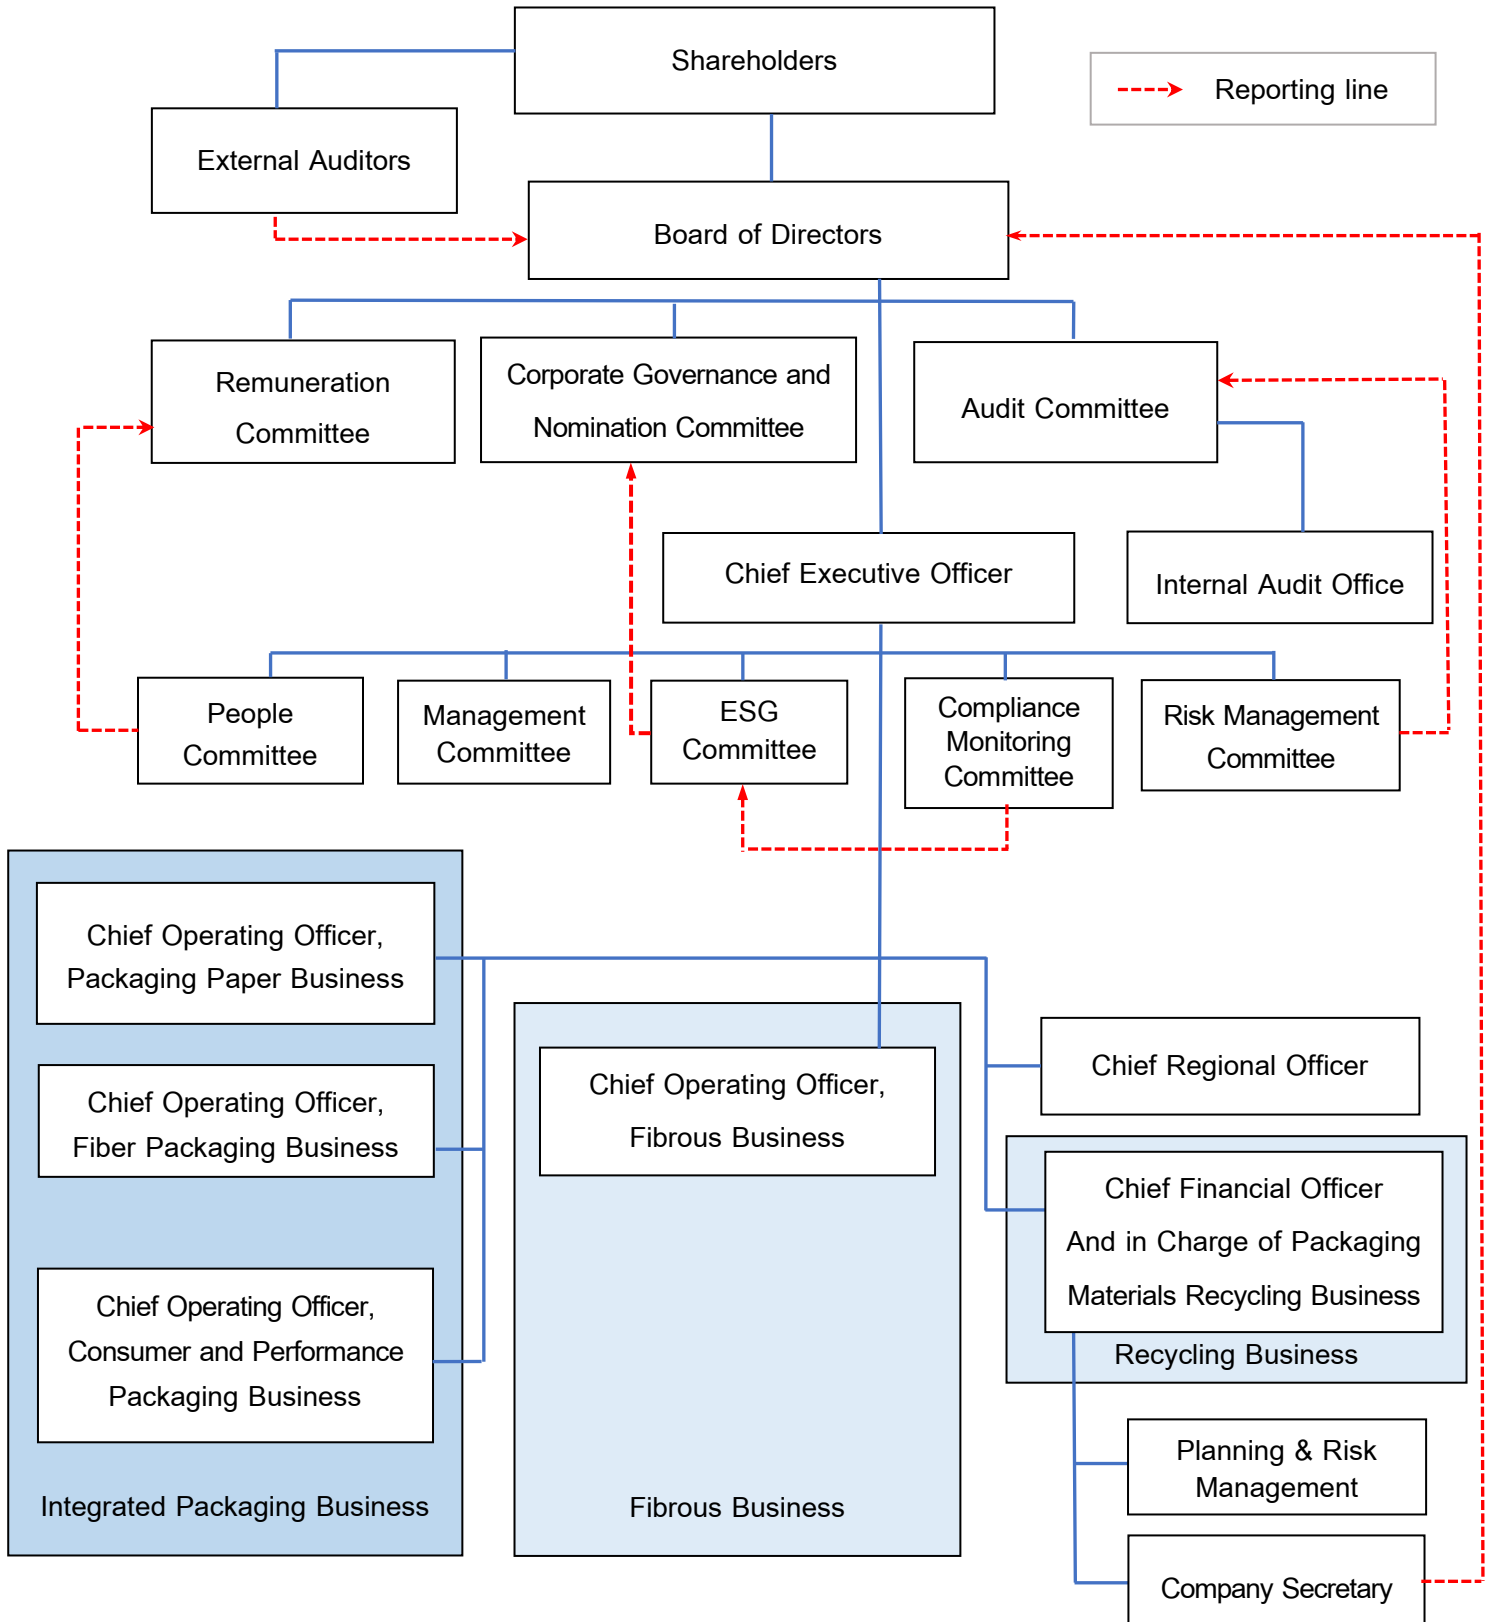 Shareholders
Reporting line
External Auditors
Board of Directors
Remuneration
Committee
Corporate Governance and
Nomination Committee
Audit Committee
Chief Executive Officer
Internal Audit Office
People
Committee
Management
Committee
ESG
Committee
Compliance
Monitoring
Committee
Risk Management
Committee
Chief Operating Officer,
Packaging Paper Business
Chief Operating Officer,
Fiber Packaging Business
Chief Operating Officer,
Consumer and Performance
Packaging Business
Integrated Packaging Business
Chief Operating Officer,
Fibrous Business
Fibrous Business
Chief Regional Officer
Chief Financial Officer
And in Charge of Packaging
Materials Recycling Business
Recycling Business
Planning & Risk
Management
Company Secretary